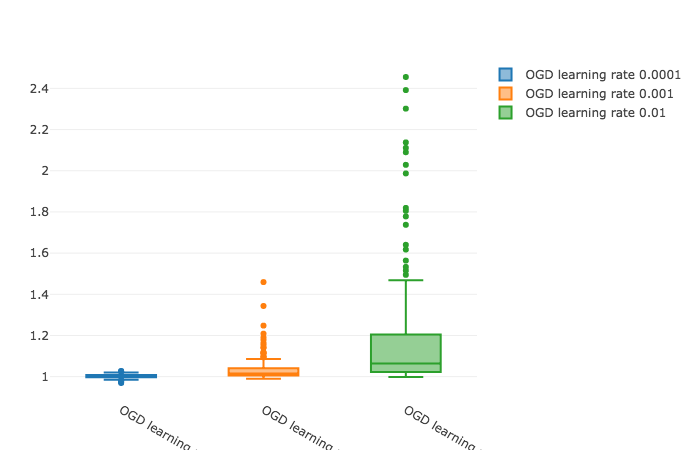 OGD learning rate 0.0001
OGD learning rate 0.001
OGD learning rate 0.01
2.4
2.2
2
1.8
1.6
1.4
1.2
1
OGD learning
OGD learning
OGD learning